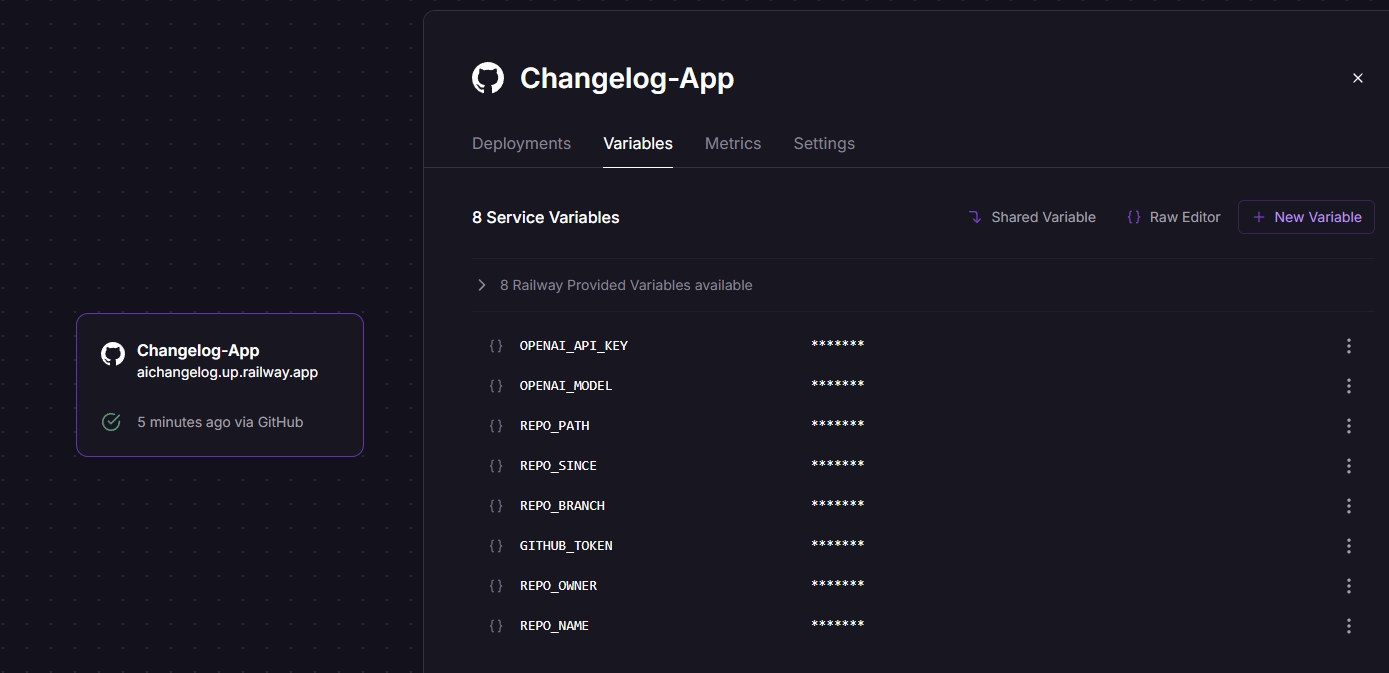 Changelog-App
Deployments Variables Metrics Settings
8 Service Variables Shared Variable {} Raw Editor + New Variable
8 Railway Provided Variables available
{} OPENAI_API_KEY *******
{} OPENAI_MODEL *******
{} REPO_PATH *******
{} REPO_SINCE *******
{} REPO_BRANCH *******
{} GITHUB_TOKEN *******
{} REPO_OWNER *******
{} REPO_NAME *******
Changelog-App
aichangelog.up.railway.app
5 minutes ago via GitHub